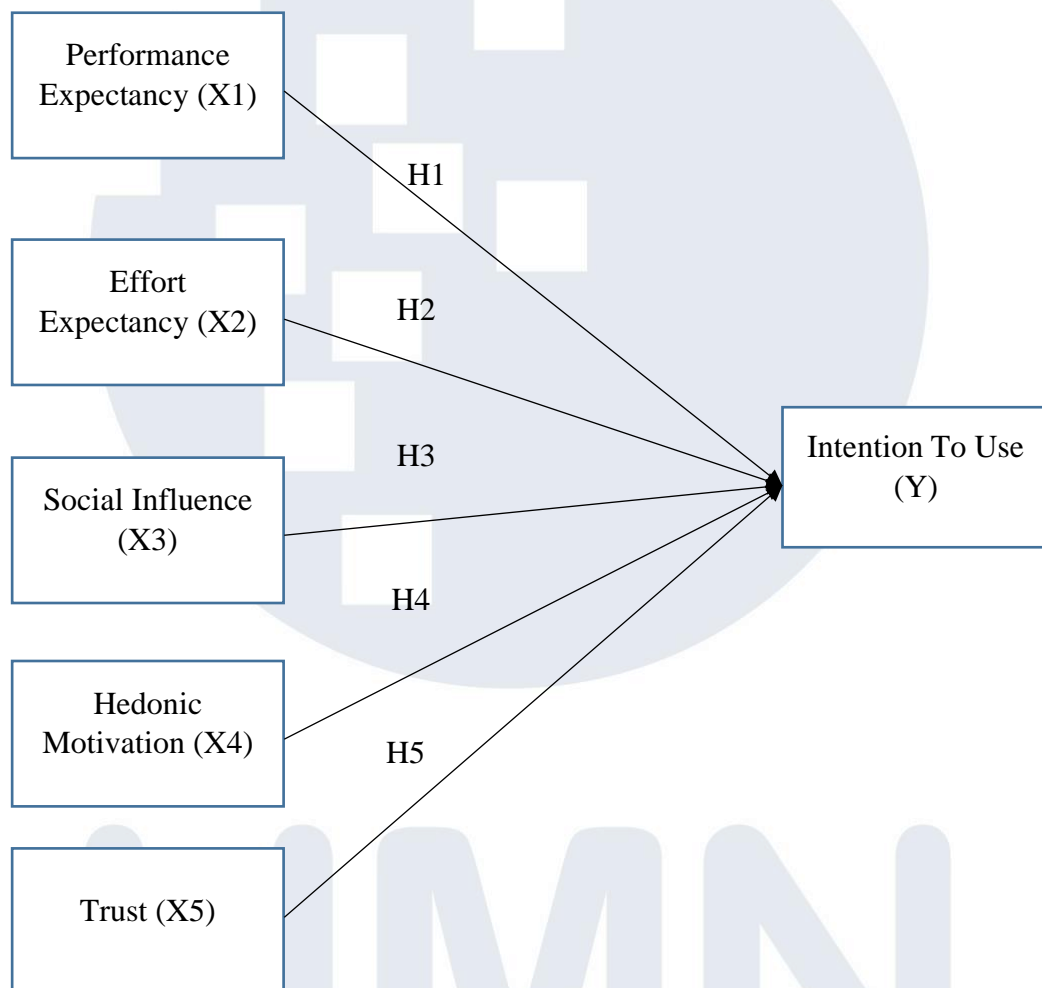 Performance
Expectancy (X1)
H1
Effort
Expectancy (X2)
H2
Intention To Use
(Y)
H3
Social Influence
(X3)
H4
Hedonic
Motivation (X4)
H5
Trust (X5)
UMN